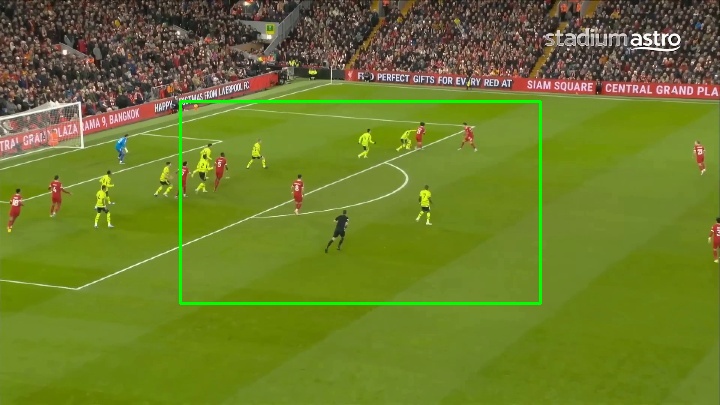 stadiumastro
FROM LIVERPOOL FC
PERFECT GIFTS FOR EVERY RED AT
SIAM SQUARE
CENTRAL GRAND PLA
HAPPY
RAMA 9, BANGKOK